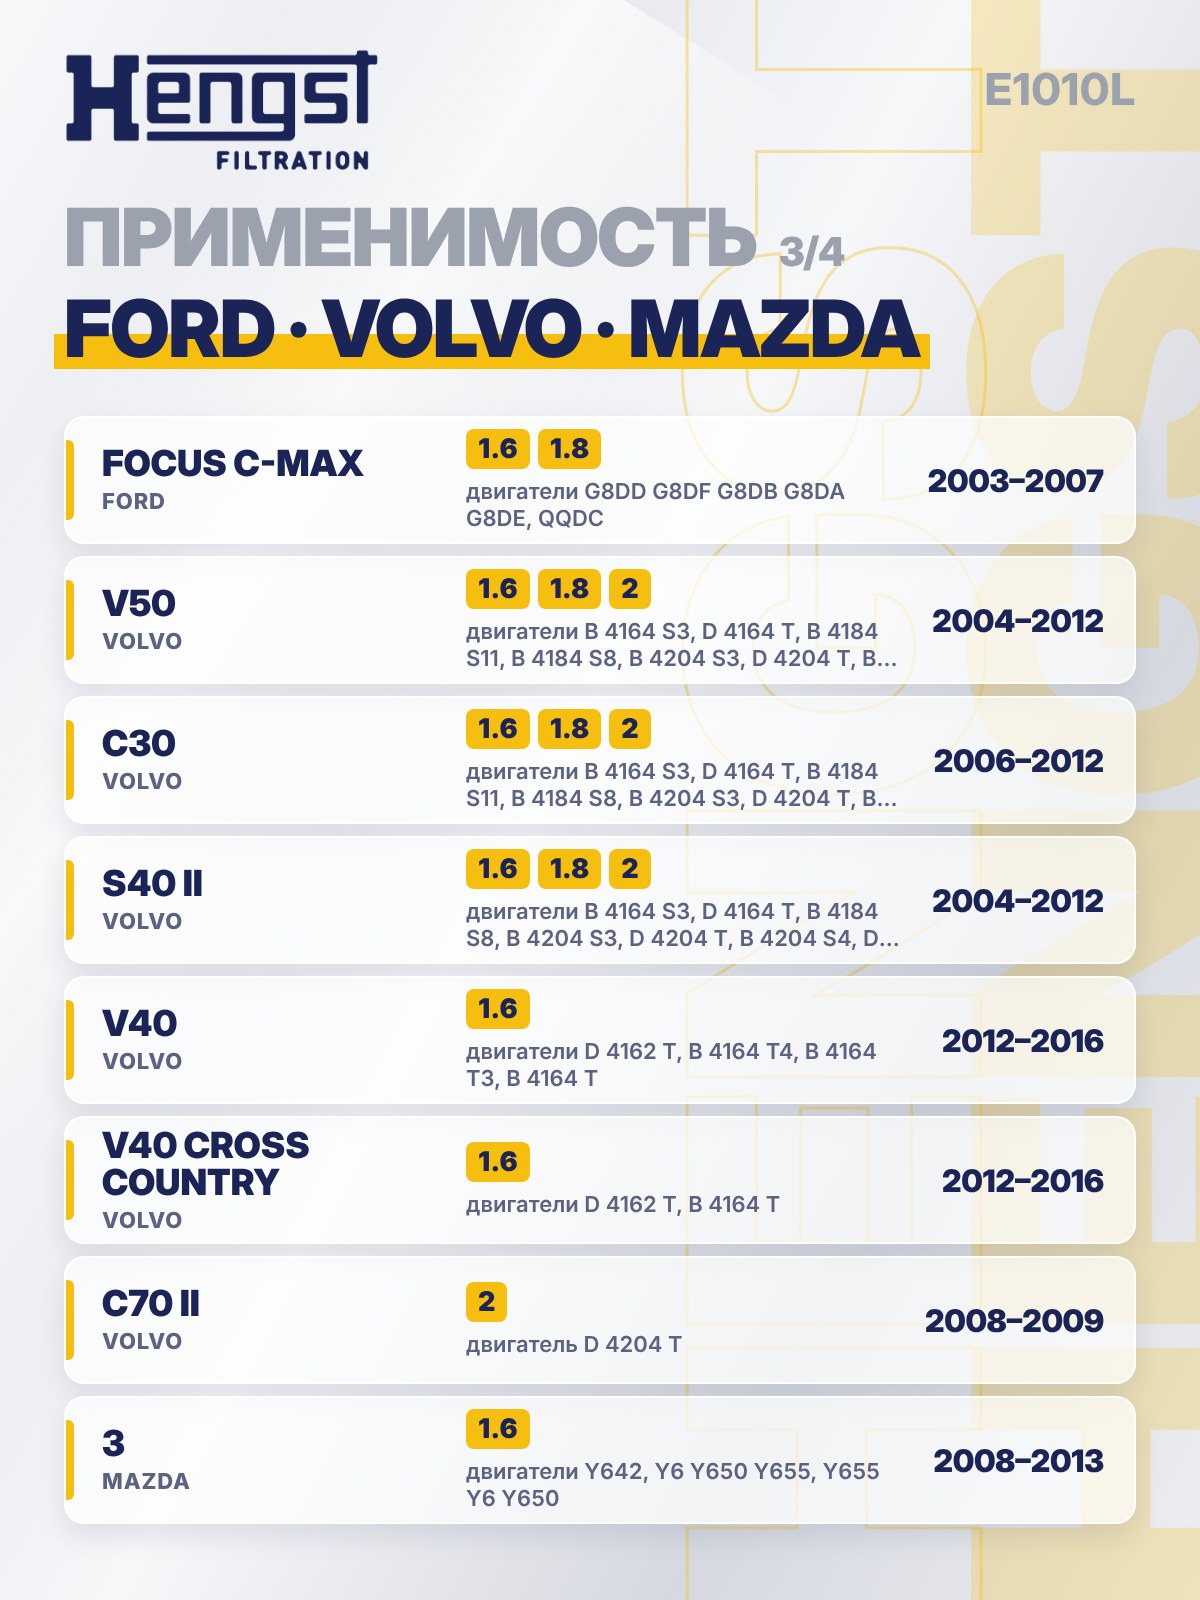 Hengst
FILTRATION
E1010L
ПРИМЕНИМОСТЬ 3/4
FORD · VOLVO · MAZDA
FOCUS C-MAX
FORD
1.6 1.8
двигатели G8DD G8DF G8DB G8DA
G8DE, QQDC
2003–2007
V50
VOLVO
1.6 1.8 2
двигатели B 4164 S3, D 4164 T, B 4184
S11, B 4184 S8, B 4204 S3, D 4204 T, B...
2004–2012
C30
VOLVO
1.6 1.8 2
двигатели B 4164 S3, D 4164 T, B 4184
S11, B 4184 S8, B 4204 S3, D 4204 T, B...
2006–2012
S40 II
VOLVO
1.6 1.8 2
двигатели B 4164 S3, D 4164 T, B 4184
S8, B 4204 S3, D 4204 T, B 4204 S4, D...
2004–2012
V40
VOLVO
1.6
двигатели D 4162 T, B 4164 T4, B 4164
T3, B 4164 T
2012–2016
V40 CROSS
COUNTRY
VOLVO
1.6
двигатели D 4162 T, B 4164 T
2012–2016
C70 II
VOLVO
2
двигатель D 4204 T
2008–2009
3
MAZDA
1.6
двигатели Y642, Y6 Y650 Y655, Y655
Y6 Y650
2008–2013
HENGST
HENGST